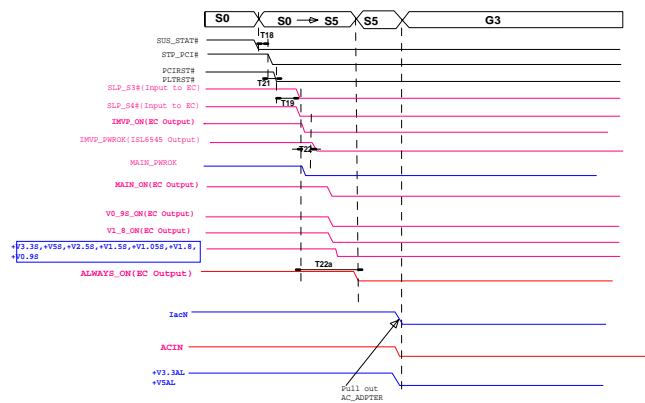 S0
S0 → S5
S5
G3
SUS_STAT#
T18
STP_PCI#
PCIRST#
PLTRST#
T21
SLP_S3#(Input to EC)
T19
SLP_S4#(Input to EC)
IMVP_ON(EC Output)
IMVP_PWROK(ISL6545 Output)
T22
MAIN_PWROK
MAIN_ON(EC Output)
V0_9S_ON(EC Output)
V1_8_ON(EC Output)
+V3.3S,+V5S,+V2.5S,+V1.5S,+V1.05S,+V1.8,
+V0.9S
T22a
ALWAYS_ON(EC Output)
IacN
ACIN
+V3.3AL
+V5AL
Pull out
AC_ADPTER